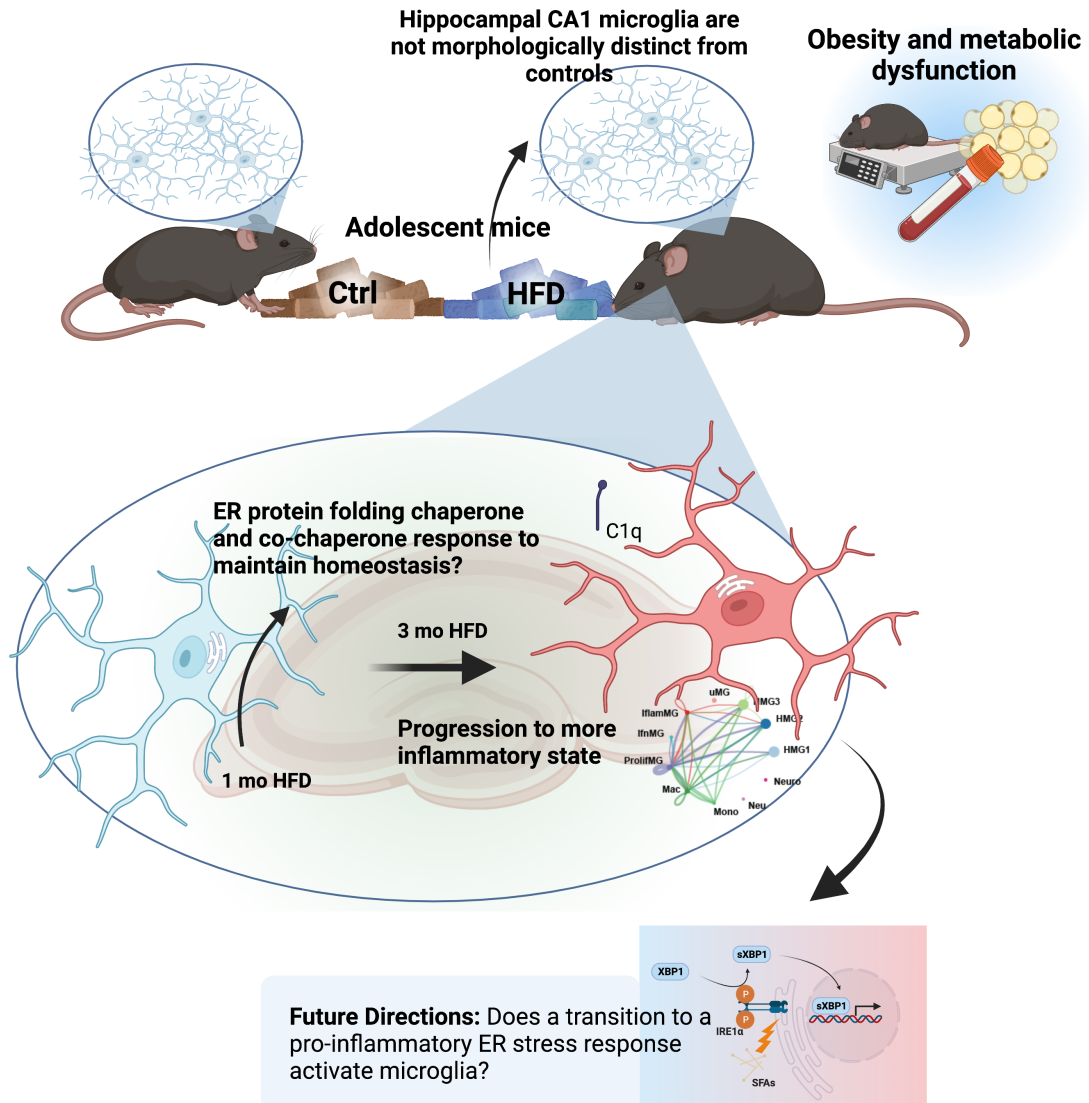 Hippocampal CA1 microglia are
not morphologically distinct from
controls
Obesity and metabolic
dysfunction
Adolescent mice
Ctrl
HFD
ER protein folding chaperone
and co-chaperone response to
maintain homeostasis?
C1q
3 mo HFD
Progression to more
inflammatory state
1 mo HFD
uMG
HMG3
IflamMG
HMG2
IfnMG
HMG1
ProlifMG
Neuro
Mac
Neu
Mono
XBP1
sXBP1
sXBP1
P
P
IRE1α
SFAs
Future Directions: Does a transition to a
pro-inflammatory ER stress response
activate microglia?